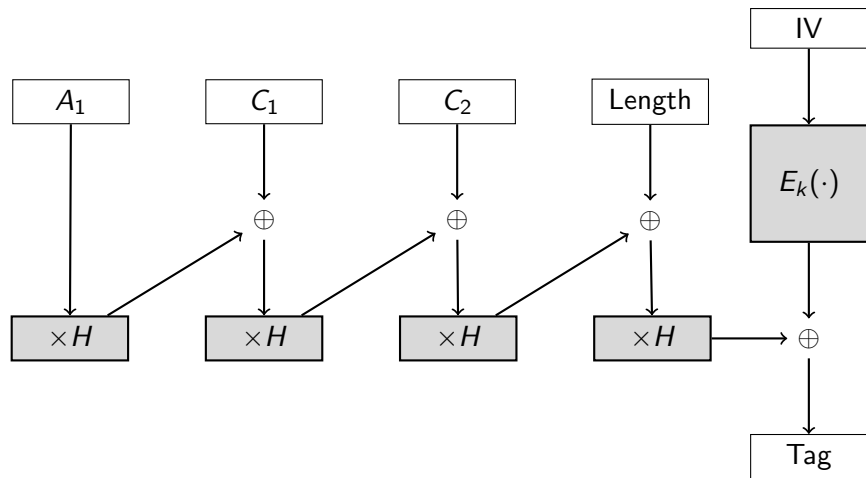 IV
A₁
C₁
C₂
Length
Eₖ(·)
⊕
⊕
⊕
×H
×H
×H
×H
⊕
Tag